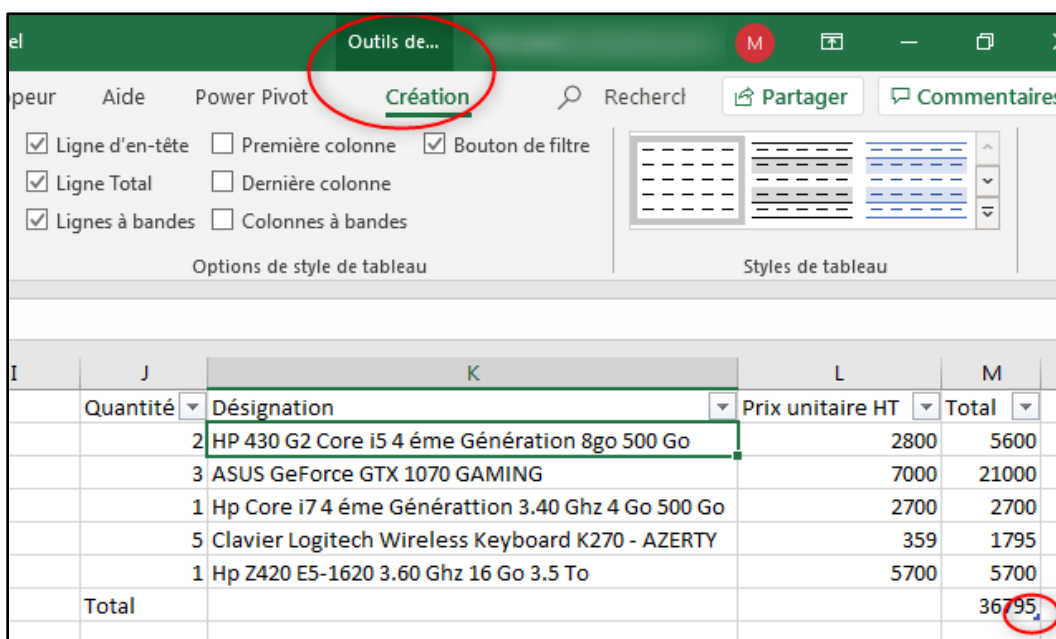 el Outils de... M
ppeur Aide Power Pivot Création Recherch Partager Commentaires
Ligne d'en-tête Première colonne Bouton de filtre
Ligne Total Dernière colonne
Lignes à bandes Colonnes à bandes
Options de style de tableau Styles de tableau
I J K L M
Quantité Désignation Prix unitaire HT Total
2 HP 430 G2 Core i5 4 éme Génération 8go 500 Go 2800 5600
3 ASUS GeForce GTX 1070 GAMING 7000 21000
1 Hp Core i7 4 éme Générattion 3.40 Ghz 4 Go 500 Go 2700 2700
5 Clavier Logitech Wireless Keyboard K270 - AZERTY 359 1795
1 Hp Z420 E5-1620 3.60 Ghz 16 Go 3.5 To 5700 5700
Total 36795